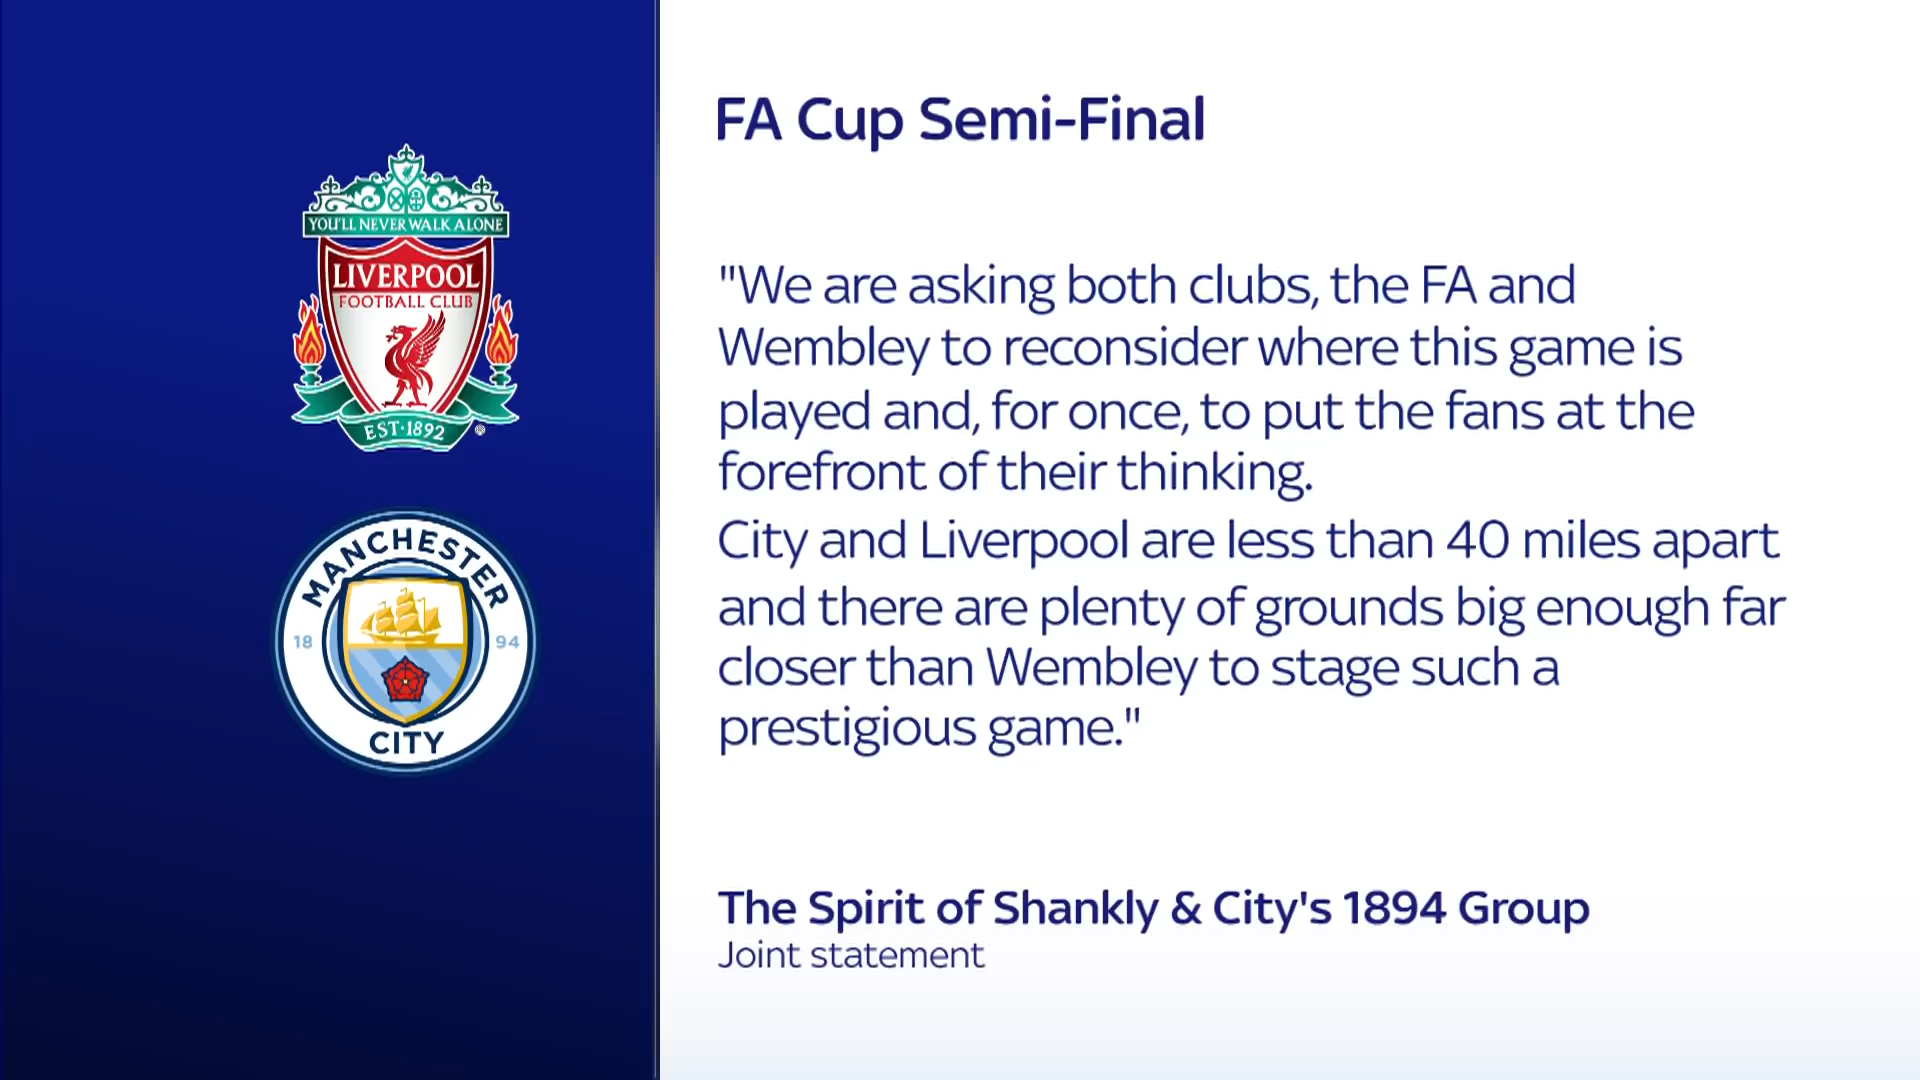 YOU'LL NEVER WALK ALONE
LIVERPOOL
FOOTBALL CLUB
EST·1892
®
MANCHESTER
18 94
CITY
FA Cup Semi-Final
"We are asking both clubs, the FA and
Wembley to reconsider where this game is
played and, for once, to put the fans at the
forefront of their thinking.
City and Liverpool are less than 40 miles apart
and there are plenty of grounds big enough far
closer than Wembley to stage such a
prestigious game."
The Spirit of Shankly & City's 1894 Group
Joint statement